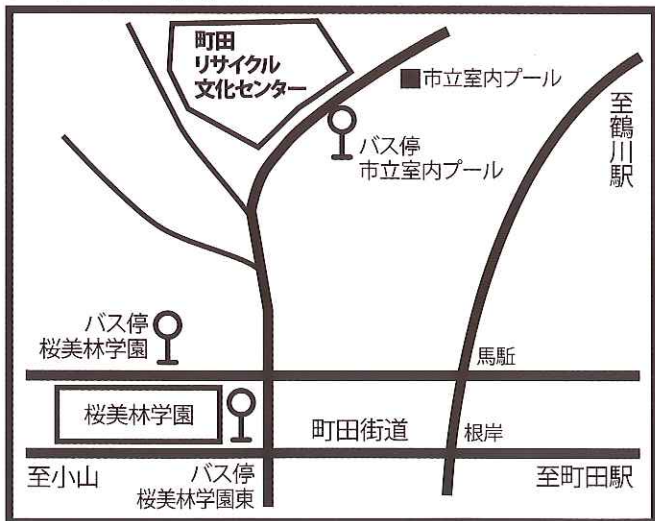 町田
リサイクル
文化センター
■市立室内プール
至鶴川駅
バス停
市立室内プール
バス停
桜美林学園
馬駈
桜美林学園
町田街道
根岸
至小山
バス停
桜美林学園東
至町田駅